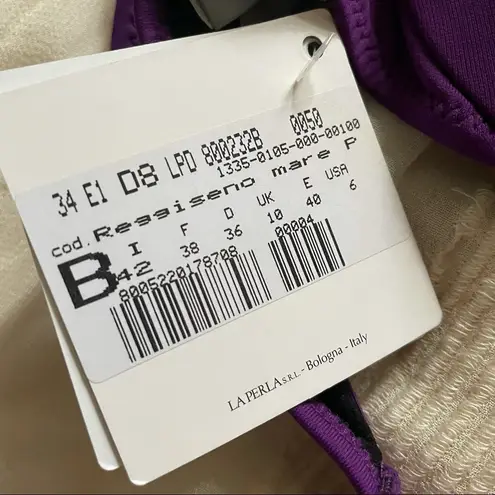 34 E1 D8 LPD 800232B 0050
1335-0105-000-00100
cod. Reggiseno mare P
B I F D UK E USA
42 38 36 10 40 6
8005220178708 00004
LA PERLA S.R.L. - Bologna - Italy